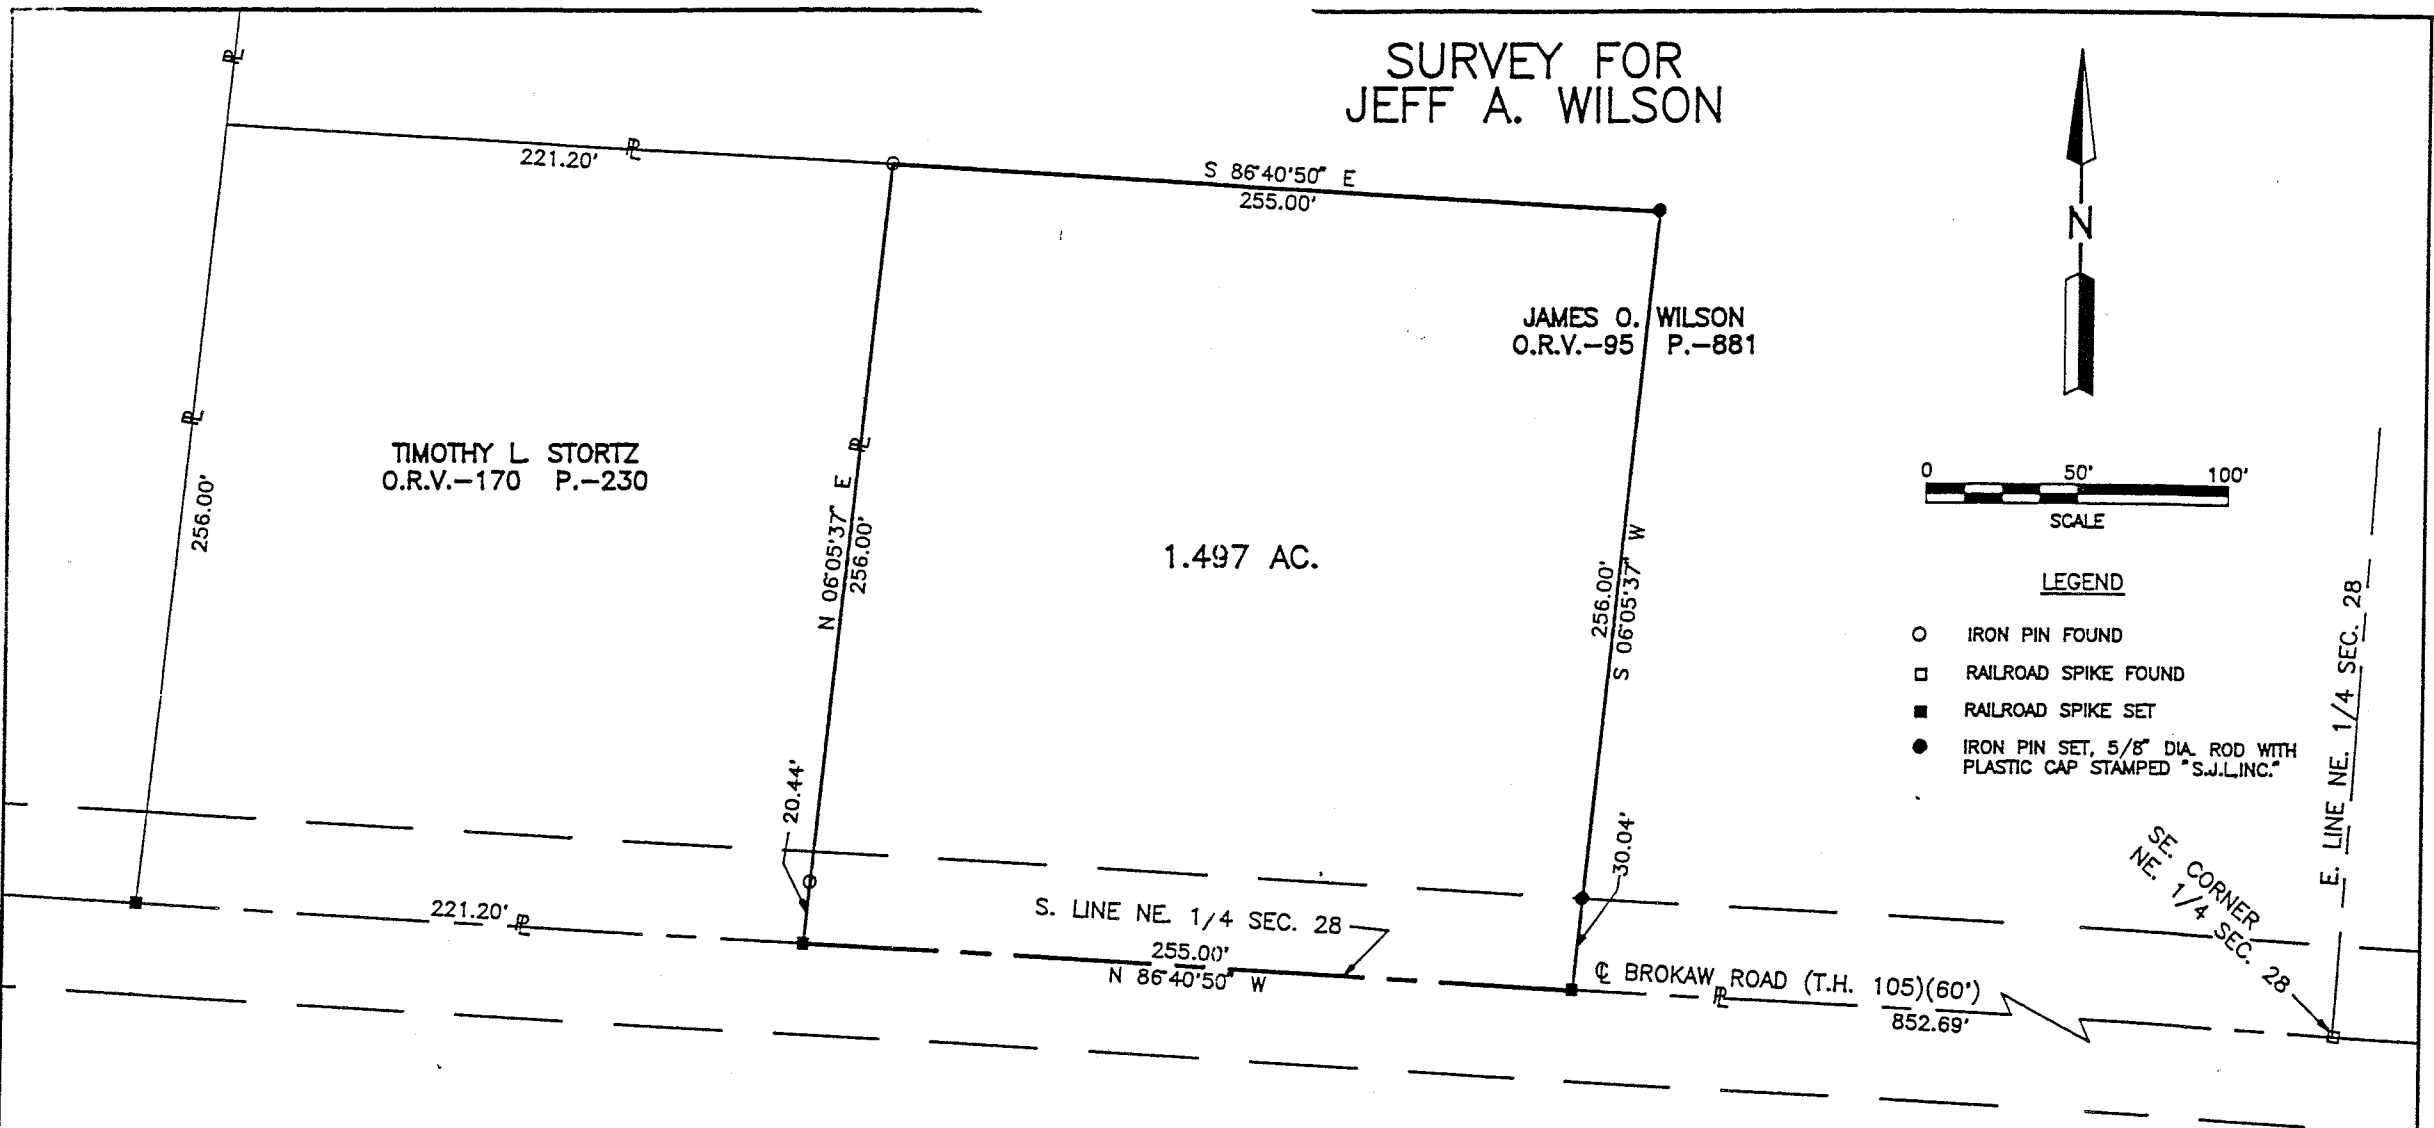 SURVEY FOR
JEFF A. WILSON
221.20'
S 86°40'50" E
255.00'
N
JAMES O. WILSON
O.R.V.-95 P.-881
TIMOTHY L. STORTZ
O.R.V.-170 P.-230
256.00'
N 06°05'37" E
256.00'
1.497 AC.
256.00'
S 06°05'37" W
0 50' 100'
SCALE
LEGEND
IRON PIN FOUND
RAILROAD SPIKE FOUND
RAILROAD SPIKE SET
IRON PIN SET, 5/8" DIA. ROD WITH
PLASTIC CAP STAMPED "S.J.L.INC."
E. LINE NE. 1/4 SEC. 28
20.44'
30.04'
SE. CORNER
NE. 1/4 SEC. 28
221.20'
S. LINE NE. 1/4 SEC. 28
255.00'
N 86°40'50" W
℄ BROKAW ROAD (T.H. 105)(60')
852.69'